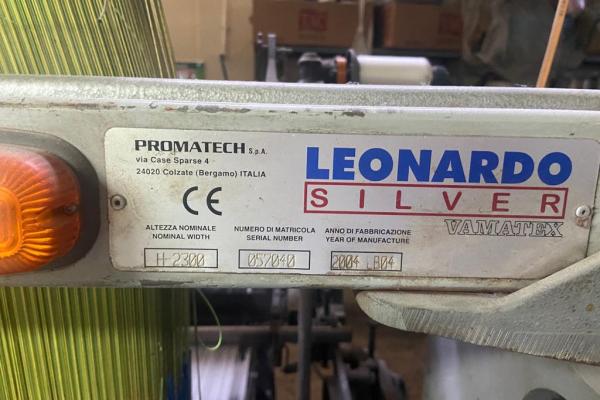 PROMATECH S.p.A.
via Case Sparse 4
24020 Colzate (Bergamo) ITALIA
CE
LEONARDO
SILVER
VAMATEX
ALTEZZA NOMINALE
NOMINAL WIDTH
H-2300
NUMERO DI MATRICOLA
SERIAL NUMBER
057040
ANNO DI FABBRICAZIONE
YEAR OF MANUFACTURE
2004 LB04